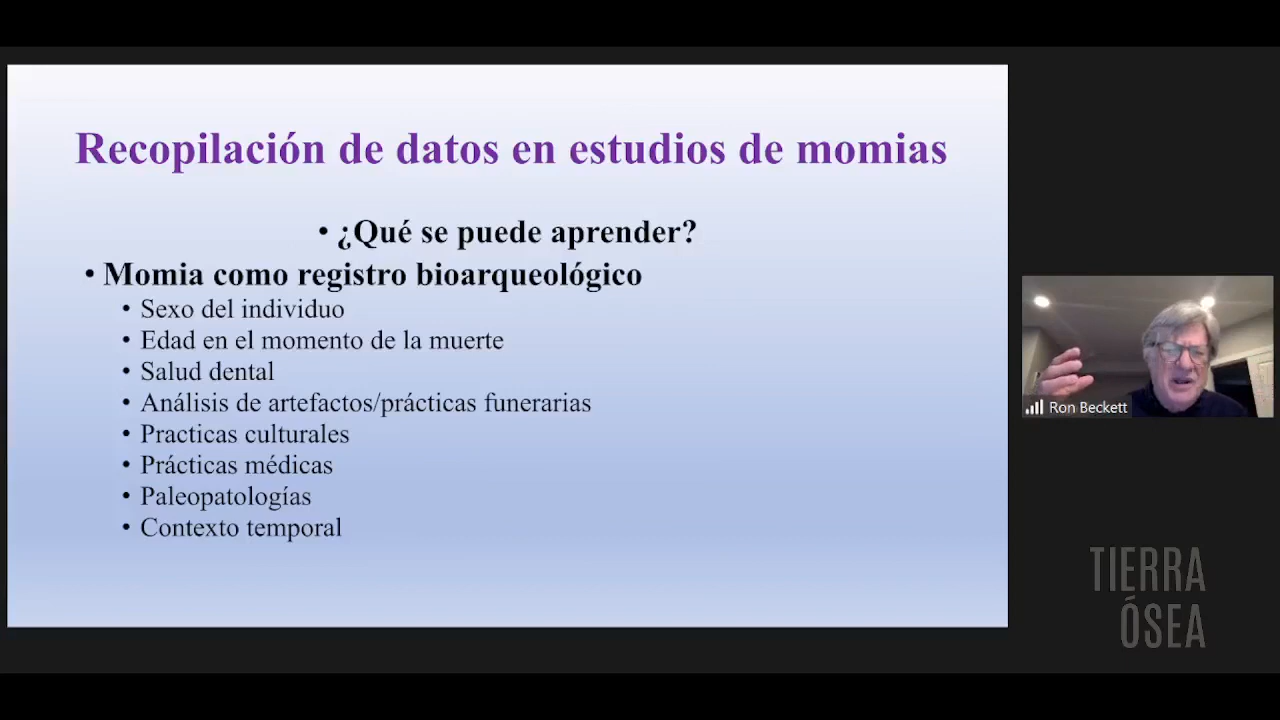 Recopilación de datos en estudios de momias
• ¿Qué se puede aprender?
• Momia como registro bioarqueológico
• Sexo del individuo
• Edad en el momento de la muerte
• Salud dental
• Análisis de artefactos/prácticas funerarias
• Practicas culturales
• Prácticas médicas
• Paleopatologías
• Contexto temporal
Ron Beckett
TIERRA
ÓSEA